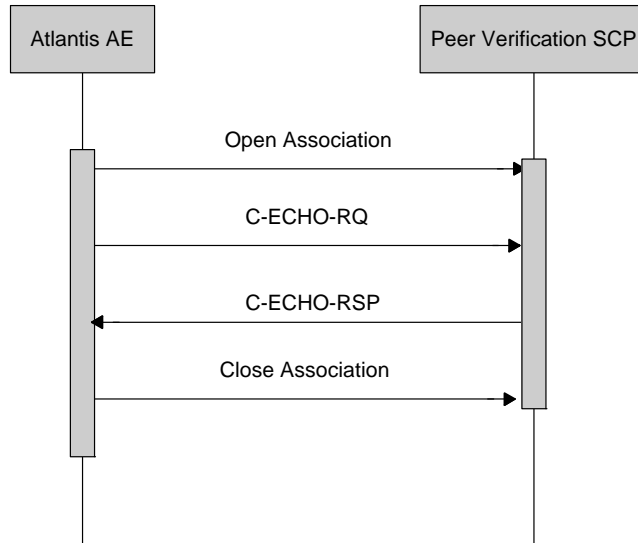 Atlantis AE
Peer Verification SCP
Open Association
C-ECHO-RQ
C-ECHO-RSP
Close Association